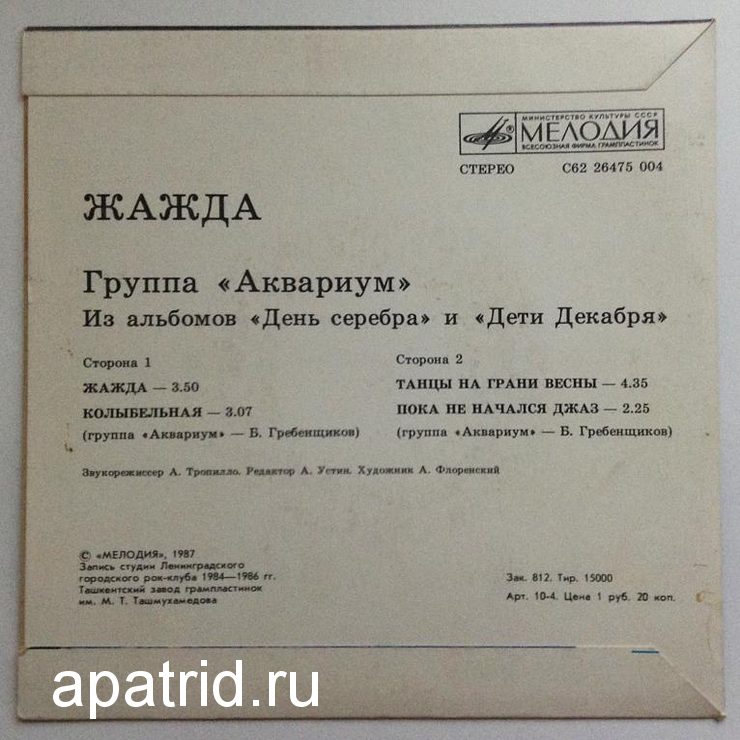 МИНИСТЕРСТВО КУЛЬТУРЫ СССР
МЕЛОДИЯ
ВСЕСОЮЗНАЯ ФИРМА ГРАМПЛАСТИНОК
СТЕРЕО С62 26475 004
ЖАЖДА
Группа «Аквариум»
Из альбомов «День серебра» и «Дети Декабря»
Сторона 1
ЖАЖДА — 3.50
КОЛЫБЕЛЬНАЯ — 3.07
(группа «Аквариум» — Б. Гребенщиков)
Сторона 2
ТАНЦЫ НА ГРАНИ ВЕСНЫ — 4.35
ПОКА НЕ НАЧАЛСЯ ДЖАЗ — 2.25
(группа «Аквариум» — Б. Гребенщиков)
Звукорежиссер А. Тропилло. Редактор А. Устин. Художник А. Флоренский
© «МЕЛОДИЯ», 1987
Запись студии Ленинградского
городского рок-клуба 1984—1986 гг.
Ташкентский завод грампластинок
им. М. Т. Ташмухамедова
Зак. 812. Тир. 15000
Арт. 10-4. Цена 1 руб. 20 коп.
apatrid.ru